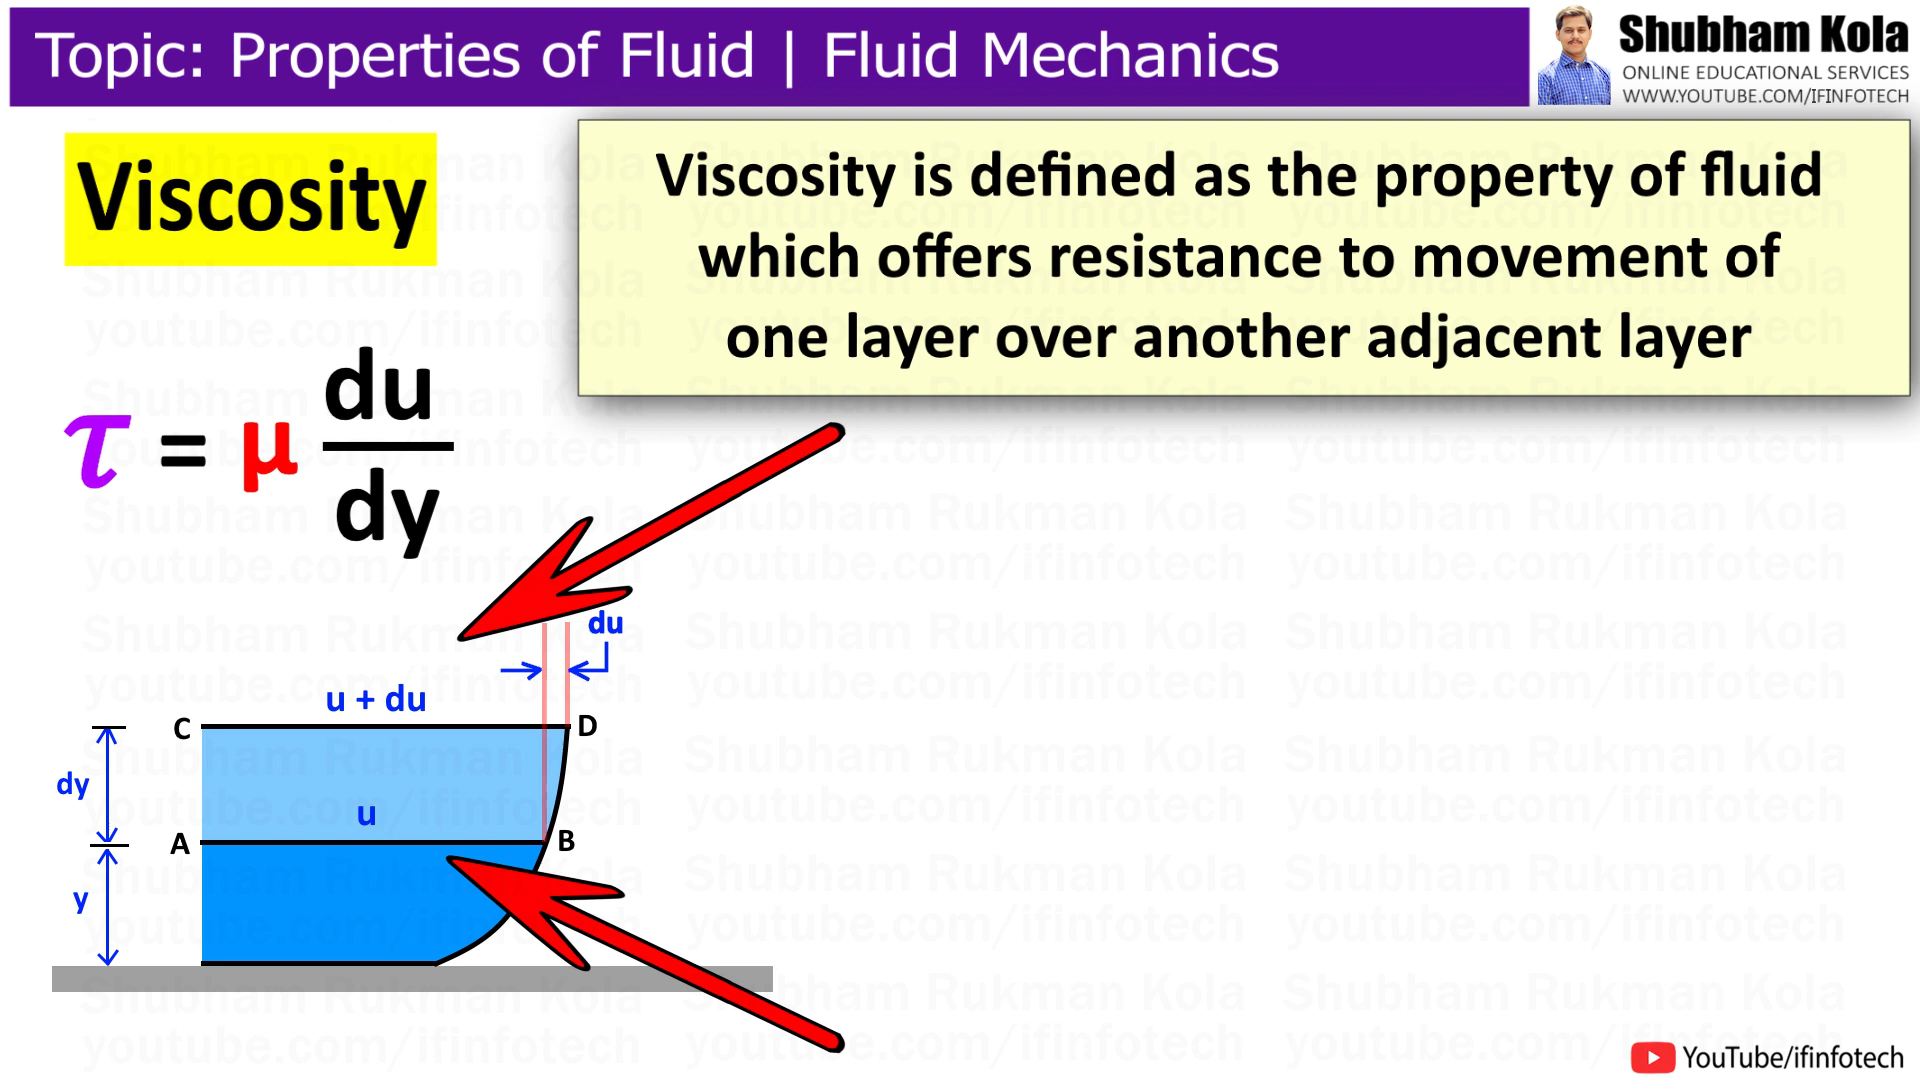 Topic: Properties of Fluid | Fluid Mechanics
Shubham Kola
ONLINE EDUCATIONAL SERVICES
WWW.YOUTUBE.COM/IFINFOTECH
Viscosity
Viscosity is defined as the property of fluid
which offers resistance to movement of
one layer over another adjacent layer
τ = μ du
dy
du
u + du
C
D
dy
u
A
B
y
Shubham Rukman Kola
youtube.com/ifinfotech
YouTube/ifinfotech